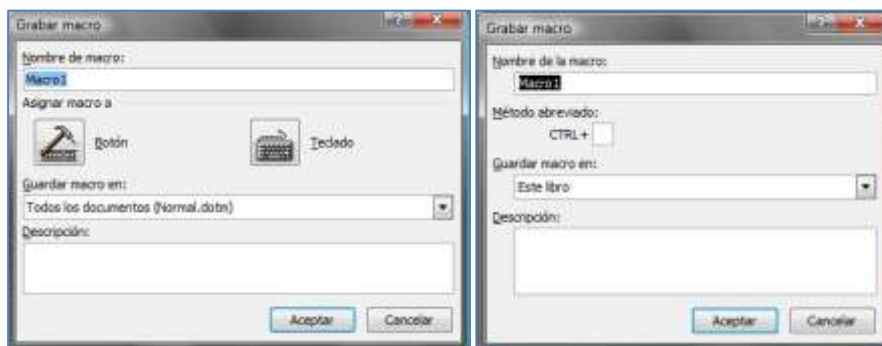 Grabar macro
Nombre de macro:
Macro1
Asignar macro a
Botón
Teclado
Guardar macro en:
Todos los documentos (Normal.dotm)
Descripción:
Aceptar
Cancelar
Grabar macro
Nombre de la macro:
Macro1
Método abreviado:
CTRL+
Guardar macro en:
Este libro
Descripción:
Aceptar
Cancelar